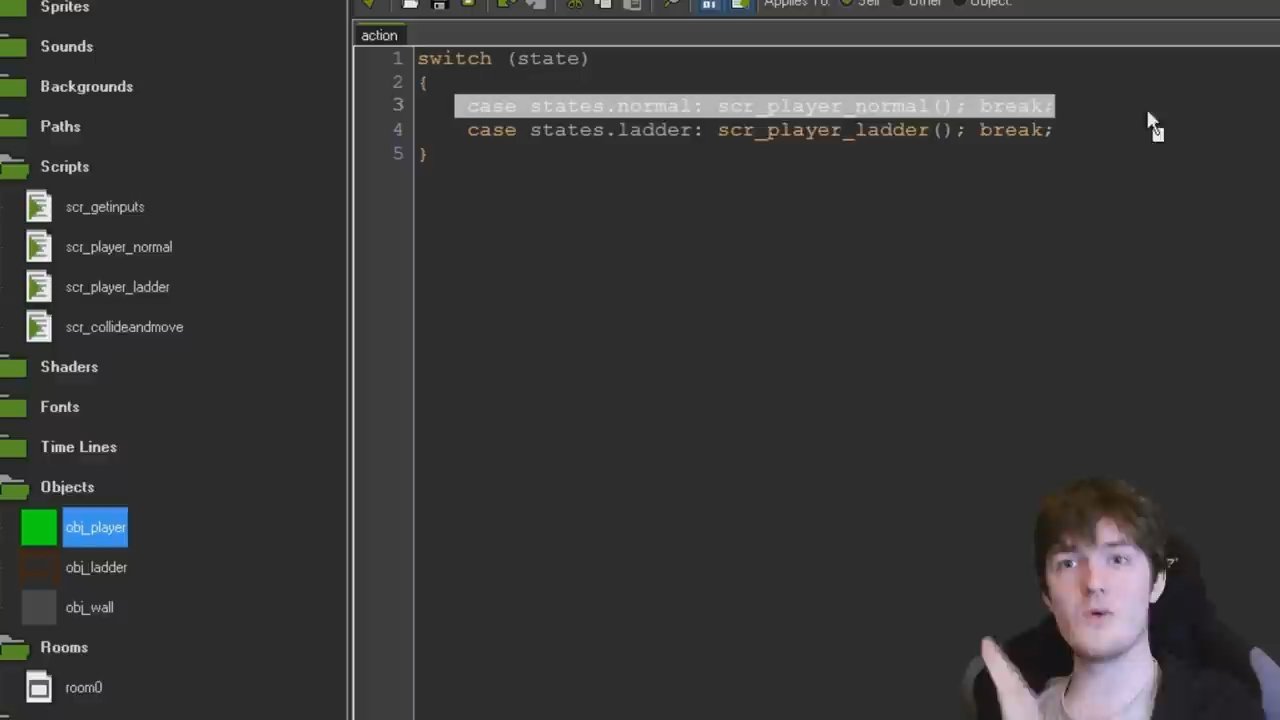 Sprites
Sounds
Backgrounds
Paths
Scripts
scr_getinputs
scr_player_normal
scr_player_ladder
scr_collideandmove
Shaders
Fonts
Time Lines
Objects
obj_player
obj_ladder
obj_wall
Rooms
room0
Applies To: Self Other Object:
action
1 switch (state)
2 {
3 case states.normal: scr_player_normal(); break;
4 case states.ladder: scr_player_ladder(); break;
5 }